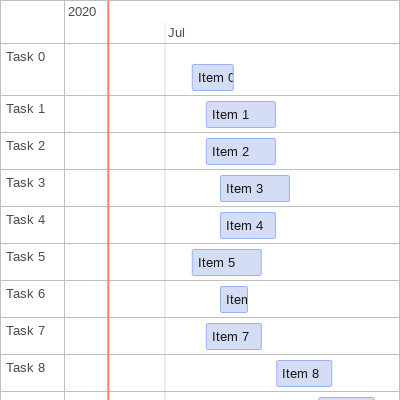 2020
Jul
Task 0
Item 0
Task 1
Item 1
Task 2
Item 2
Task 3
Item 3
Task 4
Item 4
Task 5
Item 5
Task 6
Item
Task 7
Item 7
Task 8
Item 8